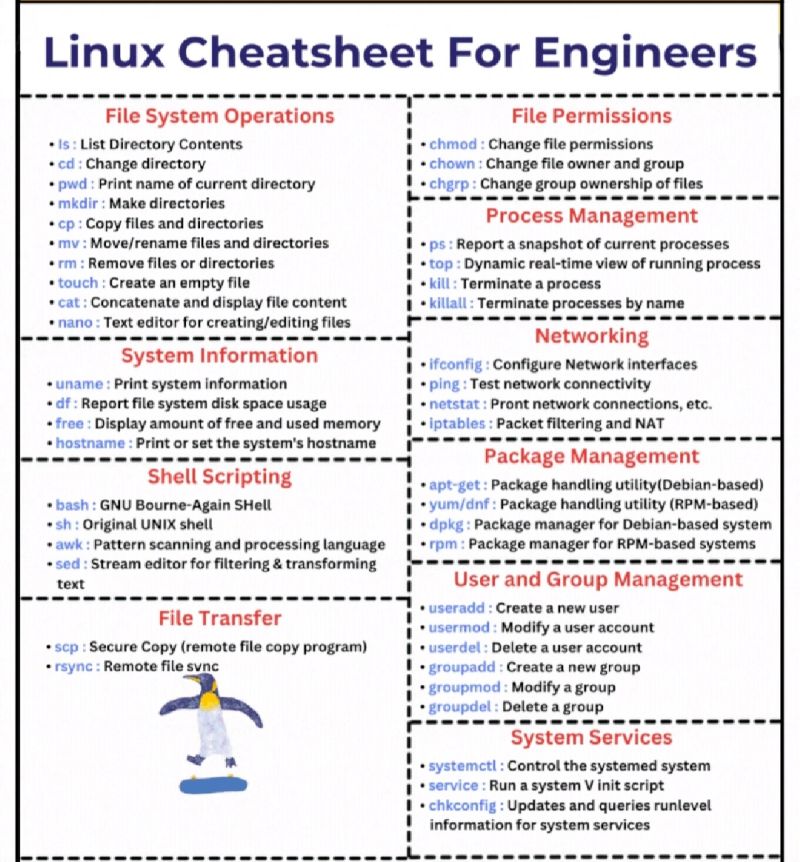 Linux Cheatsheet For Engineers
File System Operations
• ls : List Directory Contents
• cd : Change directory
• pwd : Print name of current directory
• mkdir : Make directories
• cp : Copy files and directories
• mv : Move/rename files and directories
• rm : Remove files or directories
• touch : Create an empty file
• cat : Concatenate and display file content
• nano : Text editor for creating/editing files
System Information
• uname : Print system information
• df : Report file system disk space usage
• free : Display amount of free and used memory
• hostname : Print or set the system's hostname
Shell Scripting
• bash : GNU Bourne-Again SHell
• sh : Original UNIX shell
• awk : Pattern scanning and processing language
• sed : Stream editor for filtering & transforming
text
File Transfer
• scp : Secure Copy (remote file copy program)
• rsync : Remote file sync
File Permissions
• chmod : Change file permissions
• chown : Change file owner and group
• chgrp : Change group ownership of files
Process Management
• ps : Report a snapshot of current processes
• top : Dynamic real-time view of running process
• kill : Terminate a process
• killall : Terminate processes by name
Networking
• ifconfig : Configure Network interfaces
• ping : Test network connectivity
• netstat : Pront network connections, etc.
• iptables : Packet filtering and NAT
Package Management
• apt-get : Package handling utility(Debian-based)
• yum/dnf : Package handling utility (RPM-based)
• dpkg : Package manager for Debian-based system
• rpm : Package manager for RPM-based systems
User and Group Management
• useradd : Create a new user
• usermod : Modify a user account
• userdel : Delete a user account
• groupadd : Create a new group
• groupmod : Modify a group
• groupdel : Delete a group
System Services
• systemctl : Control the systemed system
• service : Run a system V init script
• chkconfig : Updates and queries runlevel
information for system services